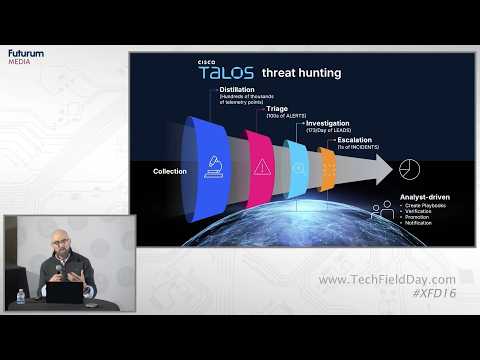 Futurum
MEDIA
CISCO
TALOS threat hunting
Distillation
(Hundreds of thousands
of telemetry points)
Triage
(100s of ALERTS)
Investigation
(173/Day of LEADS)
Escalation
(1s of INCIDENTS)
Collection
Analyst-driven
• Create Playbooks
• Verification
• Promotion
• Notification
www.TechFieldDay.com
#XFD16